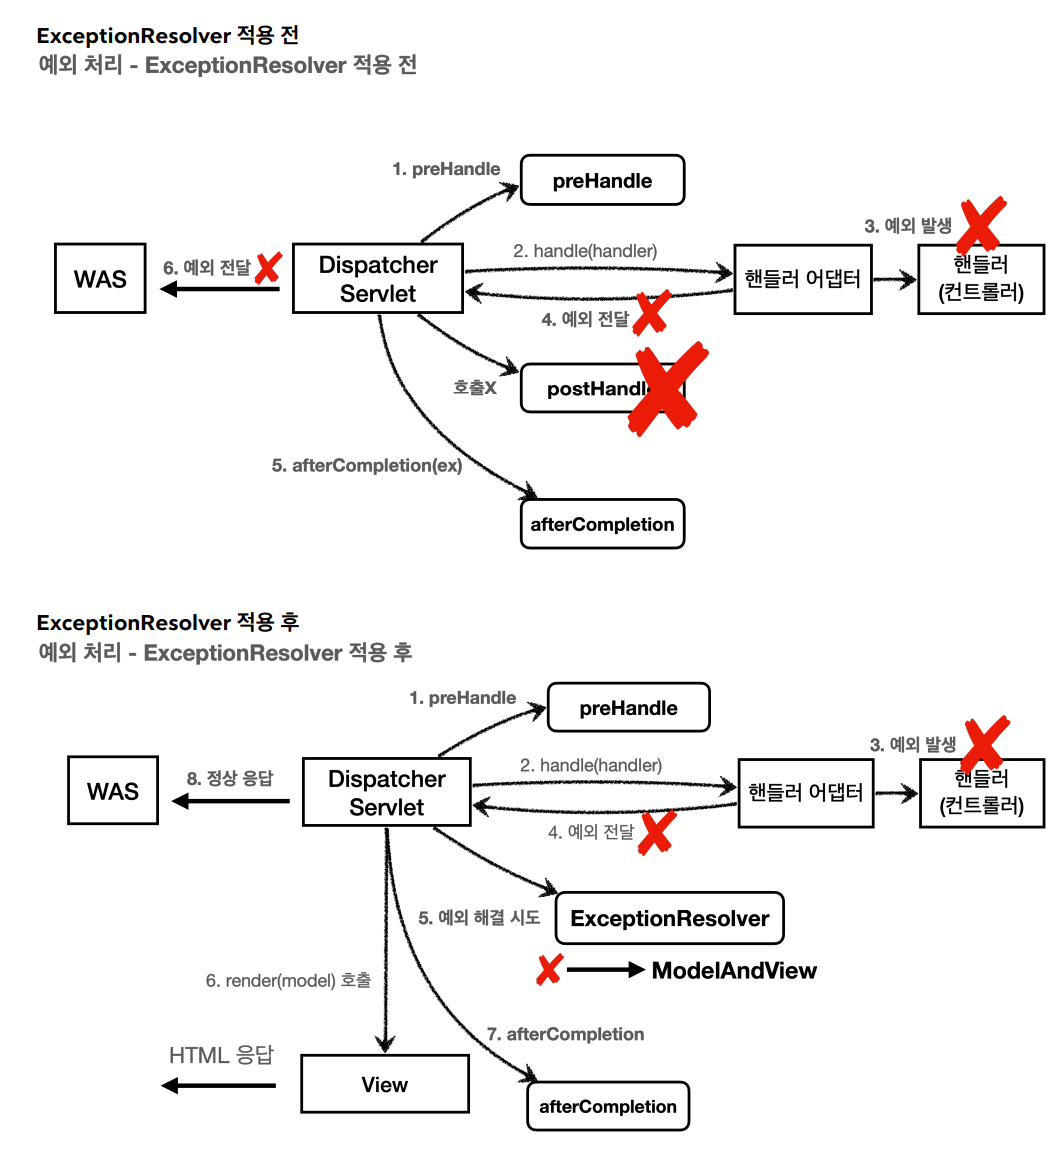 ExceptionResolver 적용 전
예외 처리 - ExceptionResolver 적용 전
1. preHandle
preHandle
3. 예외 발생
WAS
6. 예외 전달
Dispatcher
Servlet
2. handle(handler)
4. 예외 전달
핸들러 어댑터
핸들러
(컨트롤러)
호출X
postHandle
5. afterCompletion(ex)
afterCompletion
ExceptionResolver 적용 후
예외 처리 - ExceptionResolver 적용 후
1. preHandle
preHandle
3. 예외 발생
WAS
8. 정상 응답
Dispatcher
Servlet
2. handle(handler)
4. 예외 전달
핸들러 어댑터
핸들러
(컨트롤러)
5. 예외 해결 시도
ExceptionResolver
ModelAndView
6. render(model) 호출
7. afterCompletion
HTML 응답
View
afterCompletion